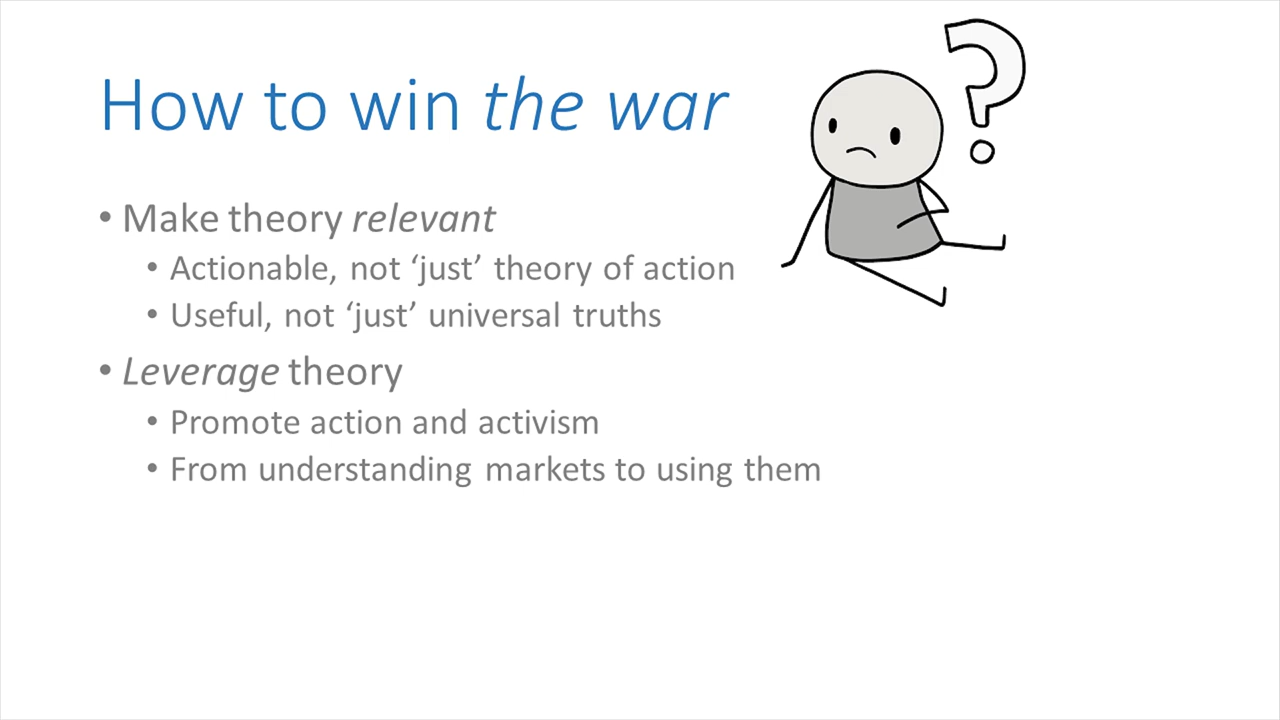 How to win the war
• Make theory relevant
• Actionable, not ‘just’ theory of action
• Useful, not ‘just’ universal truths
• Leverage theory
• Promote action and activism
• From understanding markets to using them
?